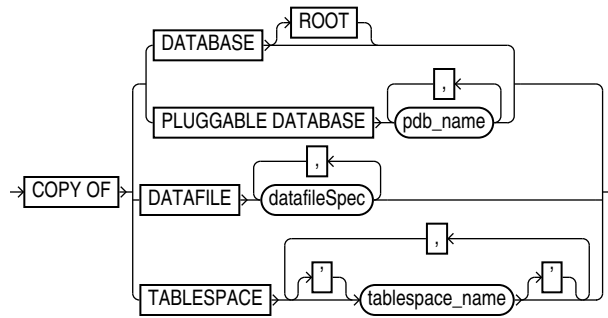 ROOT
DATABASE
,
PLUGGABLE DATABASE pdb_name
,
COPY OF DATAFILE datafileSpec
,
' '
TABLESPACE tablespace_name